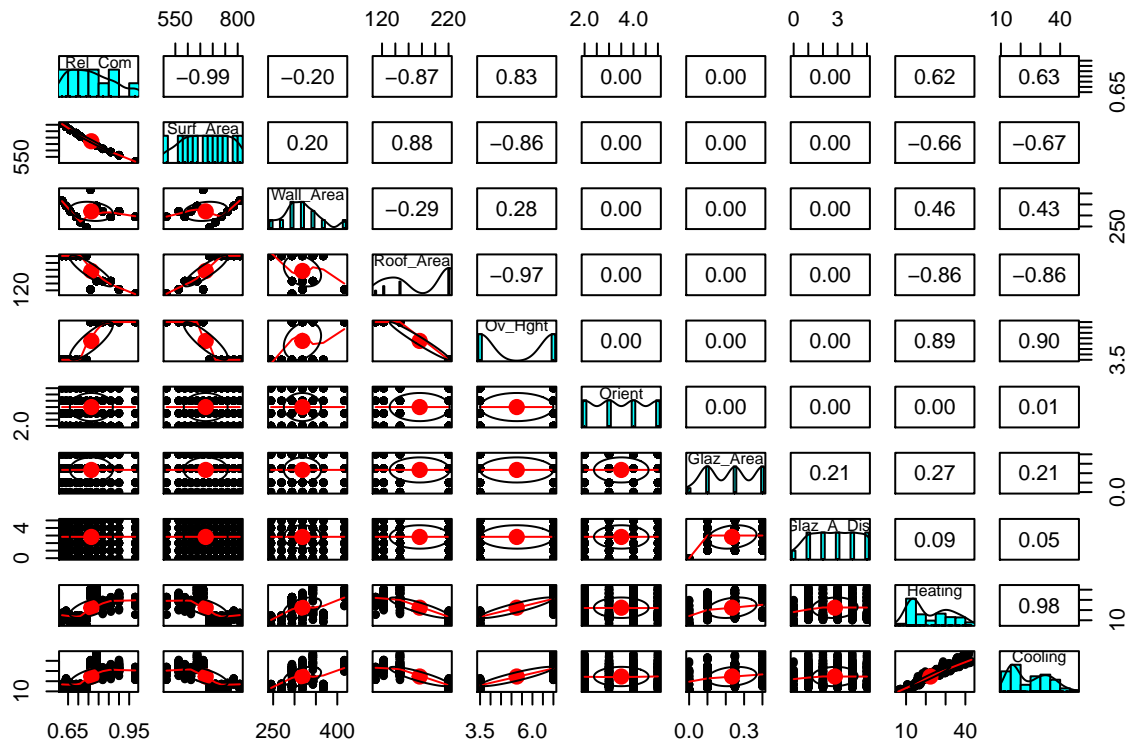 550 800 120 220 2.0 4.0 0 3 10 40
Rel_Com −0.99 −0.20 −0.87 0.83 0.00 0.00 0.00 0.62 0.63 0.65
550 Surf_Area 0.20 0.88 −0.86 0.00 0.00 0.00 −0.66 −0.67
Wall_Area −0.29 0.28 0.00 0.00 0.00 0.46 0.43 250
120 Roof_Area −0.97 0.00 0.00 0.00 −0.86 −0.86
Ov_Hght 0.00 0.00 0.00 0.89 0.90 3.5
2.0 Orient 0.00 0.00 0.00 0.01
Glaz_Area 0.21 0.27 0.21 0.0
0 4 Glaz_A_Dis 0.09 0.05
Heating 0.98 10
10 Cooling
0.65 0.95 250 400 3.5 6.0 0.0 0.3 10 40